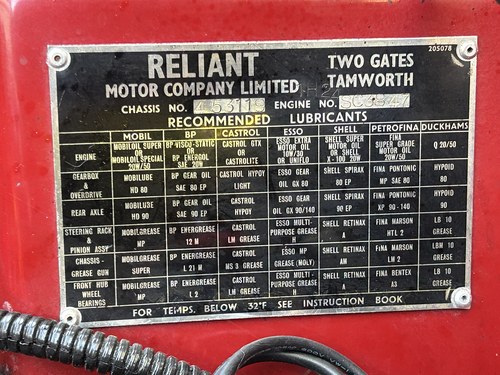 205078
RELIANT TWO GATES
MOTOR COMPANY LIMITED TAMWORTH
CHASSIS No. ENGINE No.
RECOMMENDED LUBRICANTS
MOBIL BP CASTROL ESSO SHELL PETROFINA DUCKHAMS
ENGINE MOBILOIL SUPER OR MOBILOIL SPECIAL 20W/50 BP VISCO-STATIC OR BP ENERGOL SAE 20W CASTROL GTX OR CASTROLITE ESSO EXTRA MOTOR OIL 10W/30 or UNIFLO SHELL SUPER MOTOR OIL or SHELL X-100 20W FINA SUPER GRADE MOTOR OIL 20W/50 Q 20/50
GEARBOX & OVERDRIVE MOBILUBE HD 80 BP GEAR OIL SAE 80 EP CASTROL HYPOY LIGHT ESSO GEAR OIL GX 80 SHELL SPIRAX 80 EP FINA PONTONIC MP SAE 80 HYPOID 80
REAR AXLE MOBILUBE HD 90 BP GEAR OIL SAE 90 EP CASTROL HYPOY ESSO GEAR OIL GX 90/140 SHELL SPIRAX 90 EP FINA PONTONIC XP 90-140 HYPOID 90
STEERING RACK & PINION ASSY MOBILGREASE MP BP ENERGREASE 12 M CASTROL LM GREASE ESSO MULTI-PURPOSE GREASE H SHELL RETINAX A FINA MARSON HTL 2 LB 10 GREASE
CHASSIS- GREASE GUN MOBILGREASE SUPER BP ENERGREASE L 21 M CASTROL MS 3 GREASE ESSO MP GREASE (MOLY) SHELL RETINAX AM FINA MARSON LM 2 LBM 10 GREASE
FRONT HUB WHEEL BEARINGS MOBILGREASE MP BP ENERGREASE L 2 CASTROL LM GREASE ESSO MULTI-PURPOSE GREASE H SHELL RETINAX A FINA BENTEX A3 LB 10 GREASE
FOR TEMPS. BELOW 32°F SEE INSTRUCTION BOOK